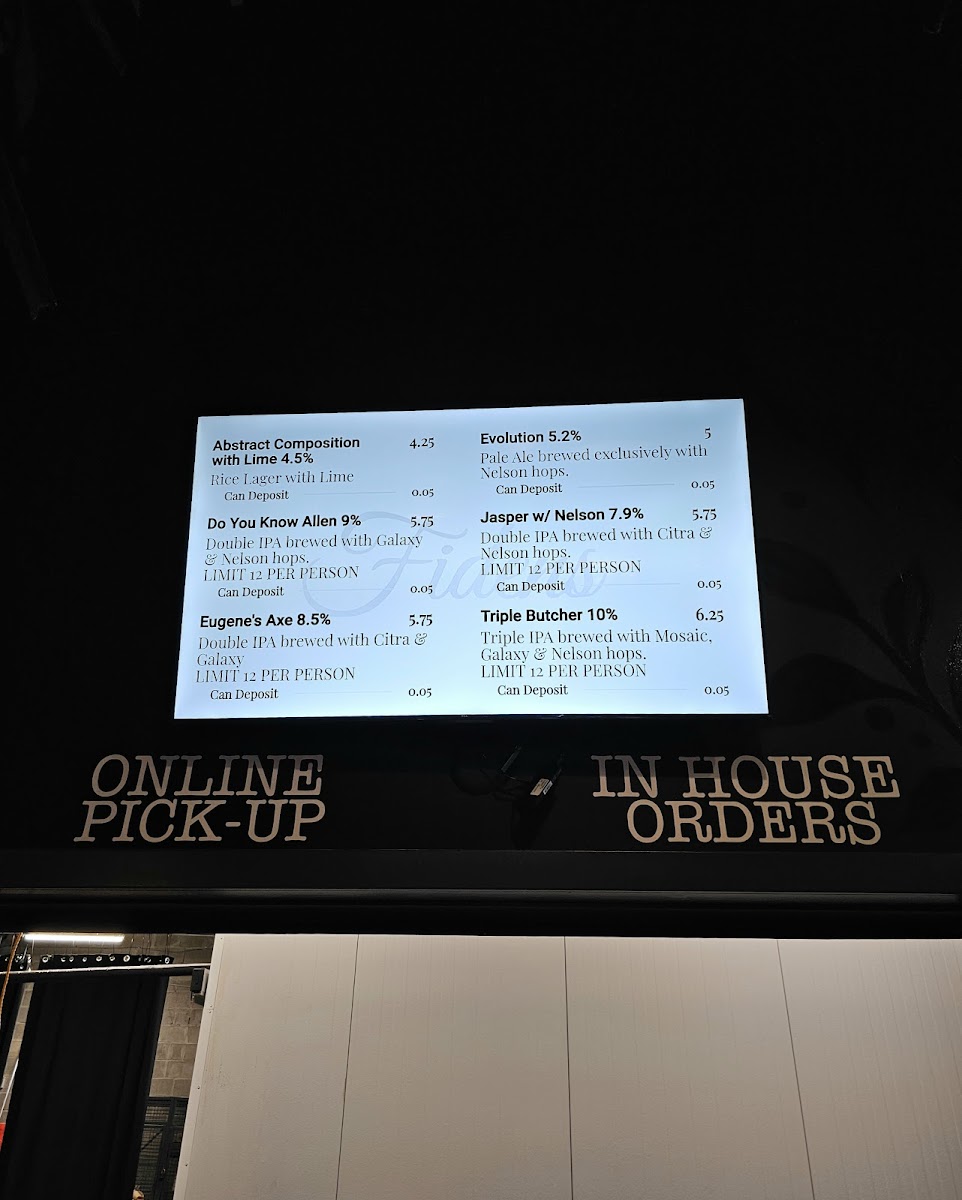 Abstract Composition
with Lime 4.5% 4.25
Rice Lager with Lime
Can Deposit 0.05
Do You Know Allen 9% 5.75
Double IPA brewed with Galaxy
& Nelson hops.
LIMIT 12 PER PERSON
Can Deposit 0.05
Eugene's Axe 8.5% 5.75
Double IPA brewed with Citra &
Galaxy
LIMIT 12 PER PERSON
Can Deposit 0.05
Evolution 5.2% 5
Pale Ale brewed exclusively with
Nelson hops.
Can Deposit 0.05
Jasper w/ Nelson 7.9% 5.75
Double IPA brewed with Citra &
Nelson hops.
LIMIT 12 PER PERSON
Can Deposit 0.05
Triple Butcher 10% 6.25
Triple IPA brewed with Mosaic,
Galaxy & Nelson hops.
LIMIT 12 PER PERSON
Can Deposit 0.05
Fidens
ONLINE
PICK-UP
IN HOUSE
ORDERS